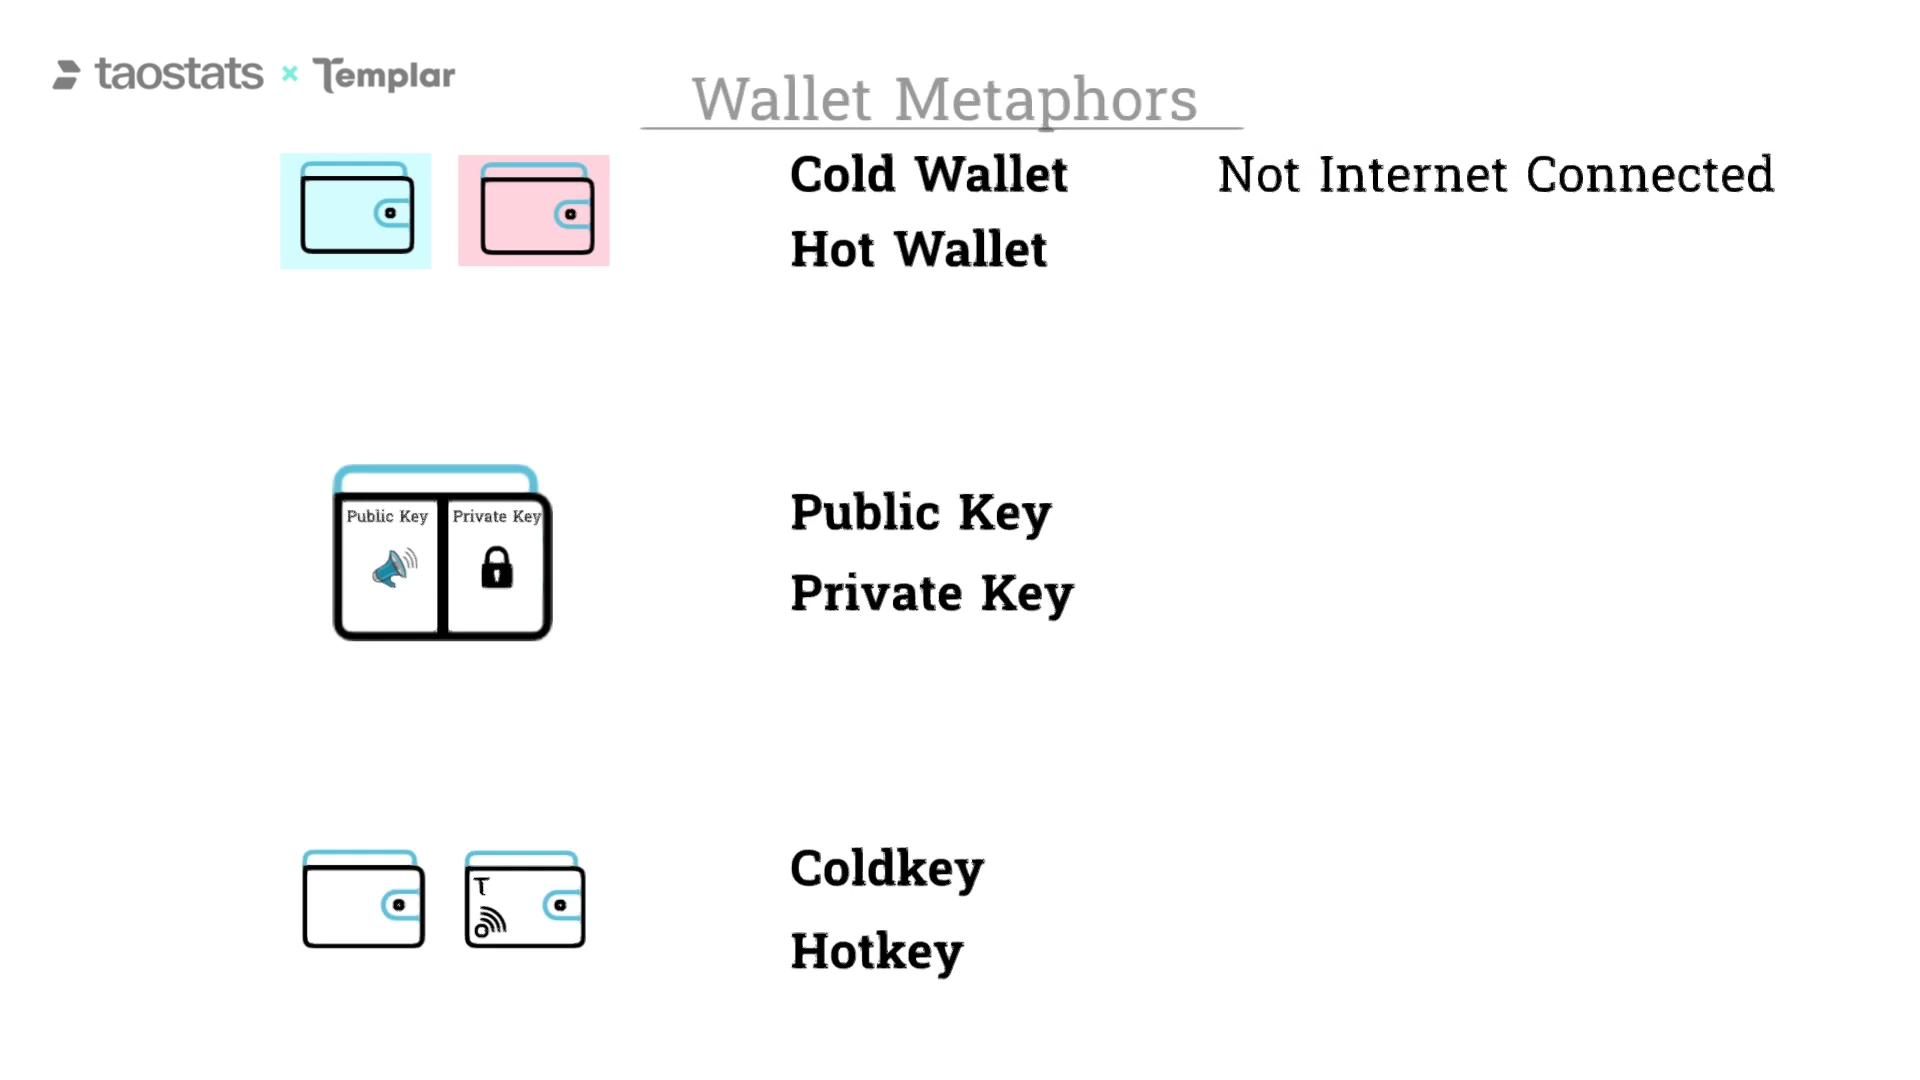 taostats × Templar
Wallet Metaphors
Cold Wallet Not Internet Connected
Hot Wallet
Public Key Private Key
Public Key
Private Key
Coldkey
Hotkey